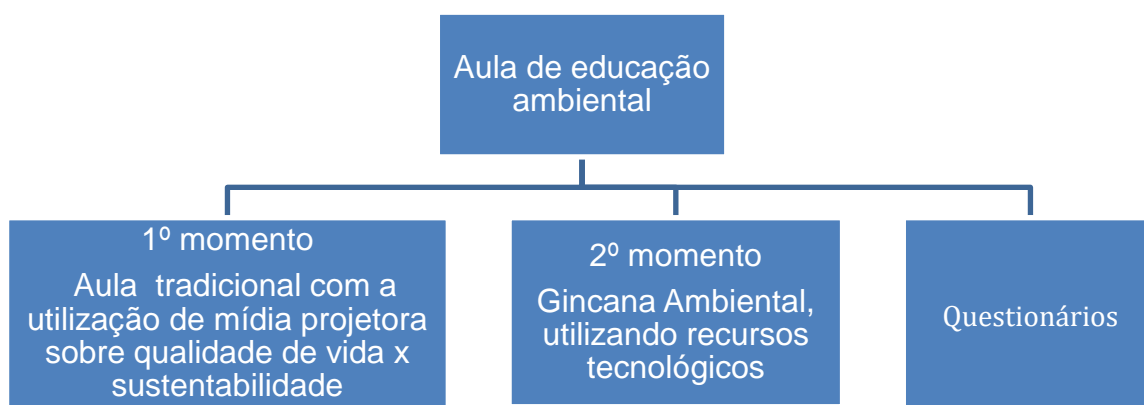 Aula de educação
ambiental
1º momento
Aula tradicional com a
utilização de mídia projetora
sobre qualidade de vida x
sustentabilidade
2º momento
Gincana Ambiental,
utilizando recursos
tecnológicos
Questionários